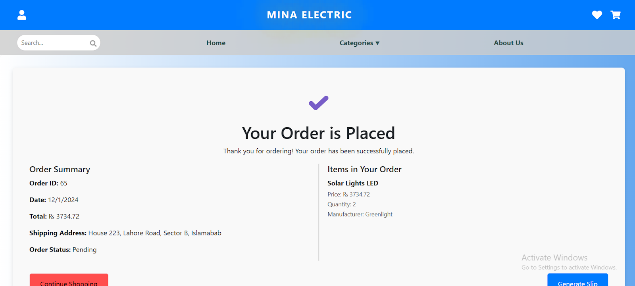 MINA ELECTRIC
Search...
Home
Categories ▾
About Us
Your Order is Placed
Thank you for ordering! Your order has been successfully placed.
Order Summary
Order ID: 65
Date: 12/1/2024
Total: ₨ 3734.72
Shipping Address: House 223, Lahore Road, Sector B, Islamabab
Order Status: Pending
Items in Your Order
Solar Lights LED
Price: ₨ 3734.72
Quantity: 2
Manufacturer: Greenlight
Activate Windows
Go to Settings to activate Windows.
Continue Shopping
Generate Slip